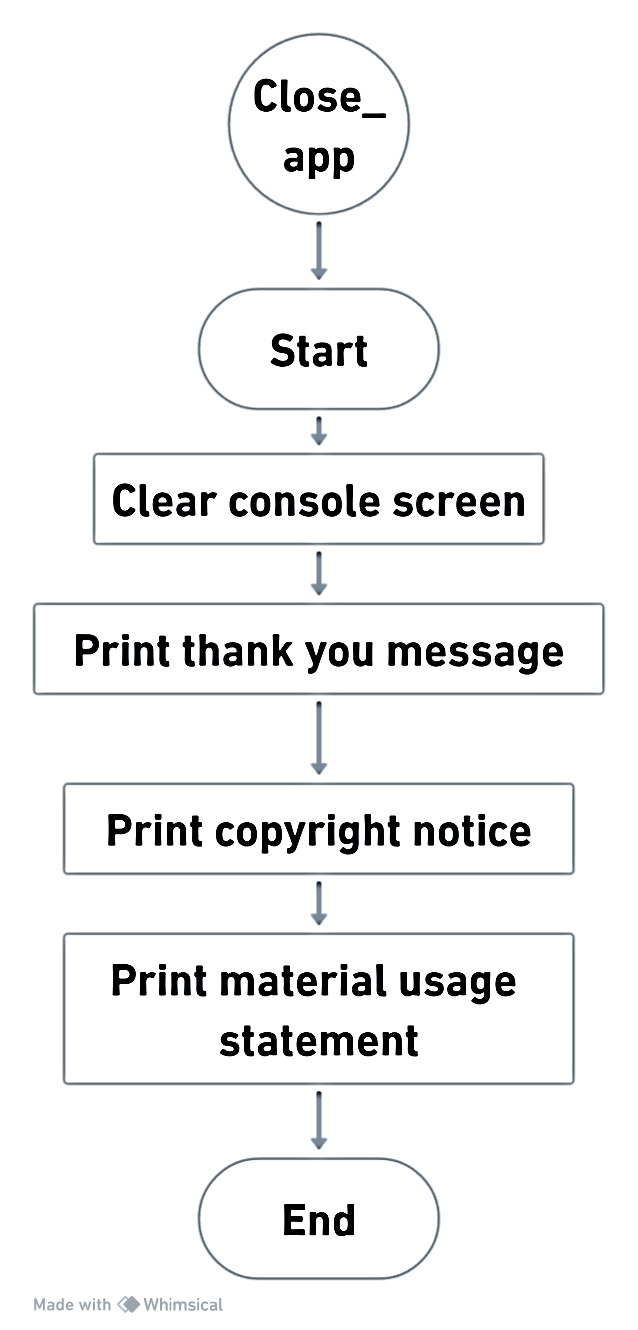 Close_
app
Start
Clear console screen
Print thank you message
Print copyright notice
Print material usage
statement
End
Made with Whimsical